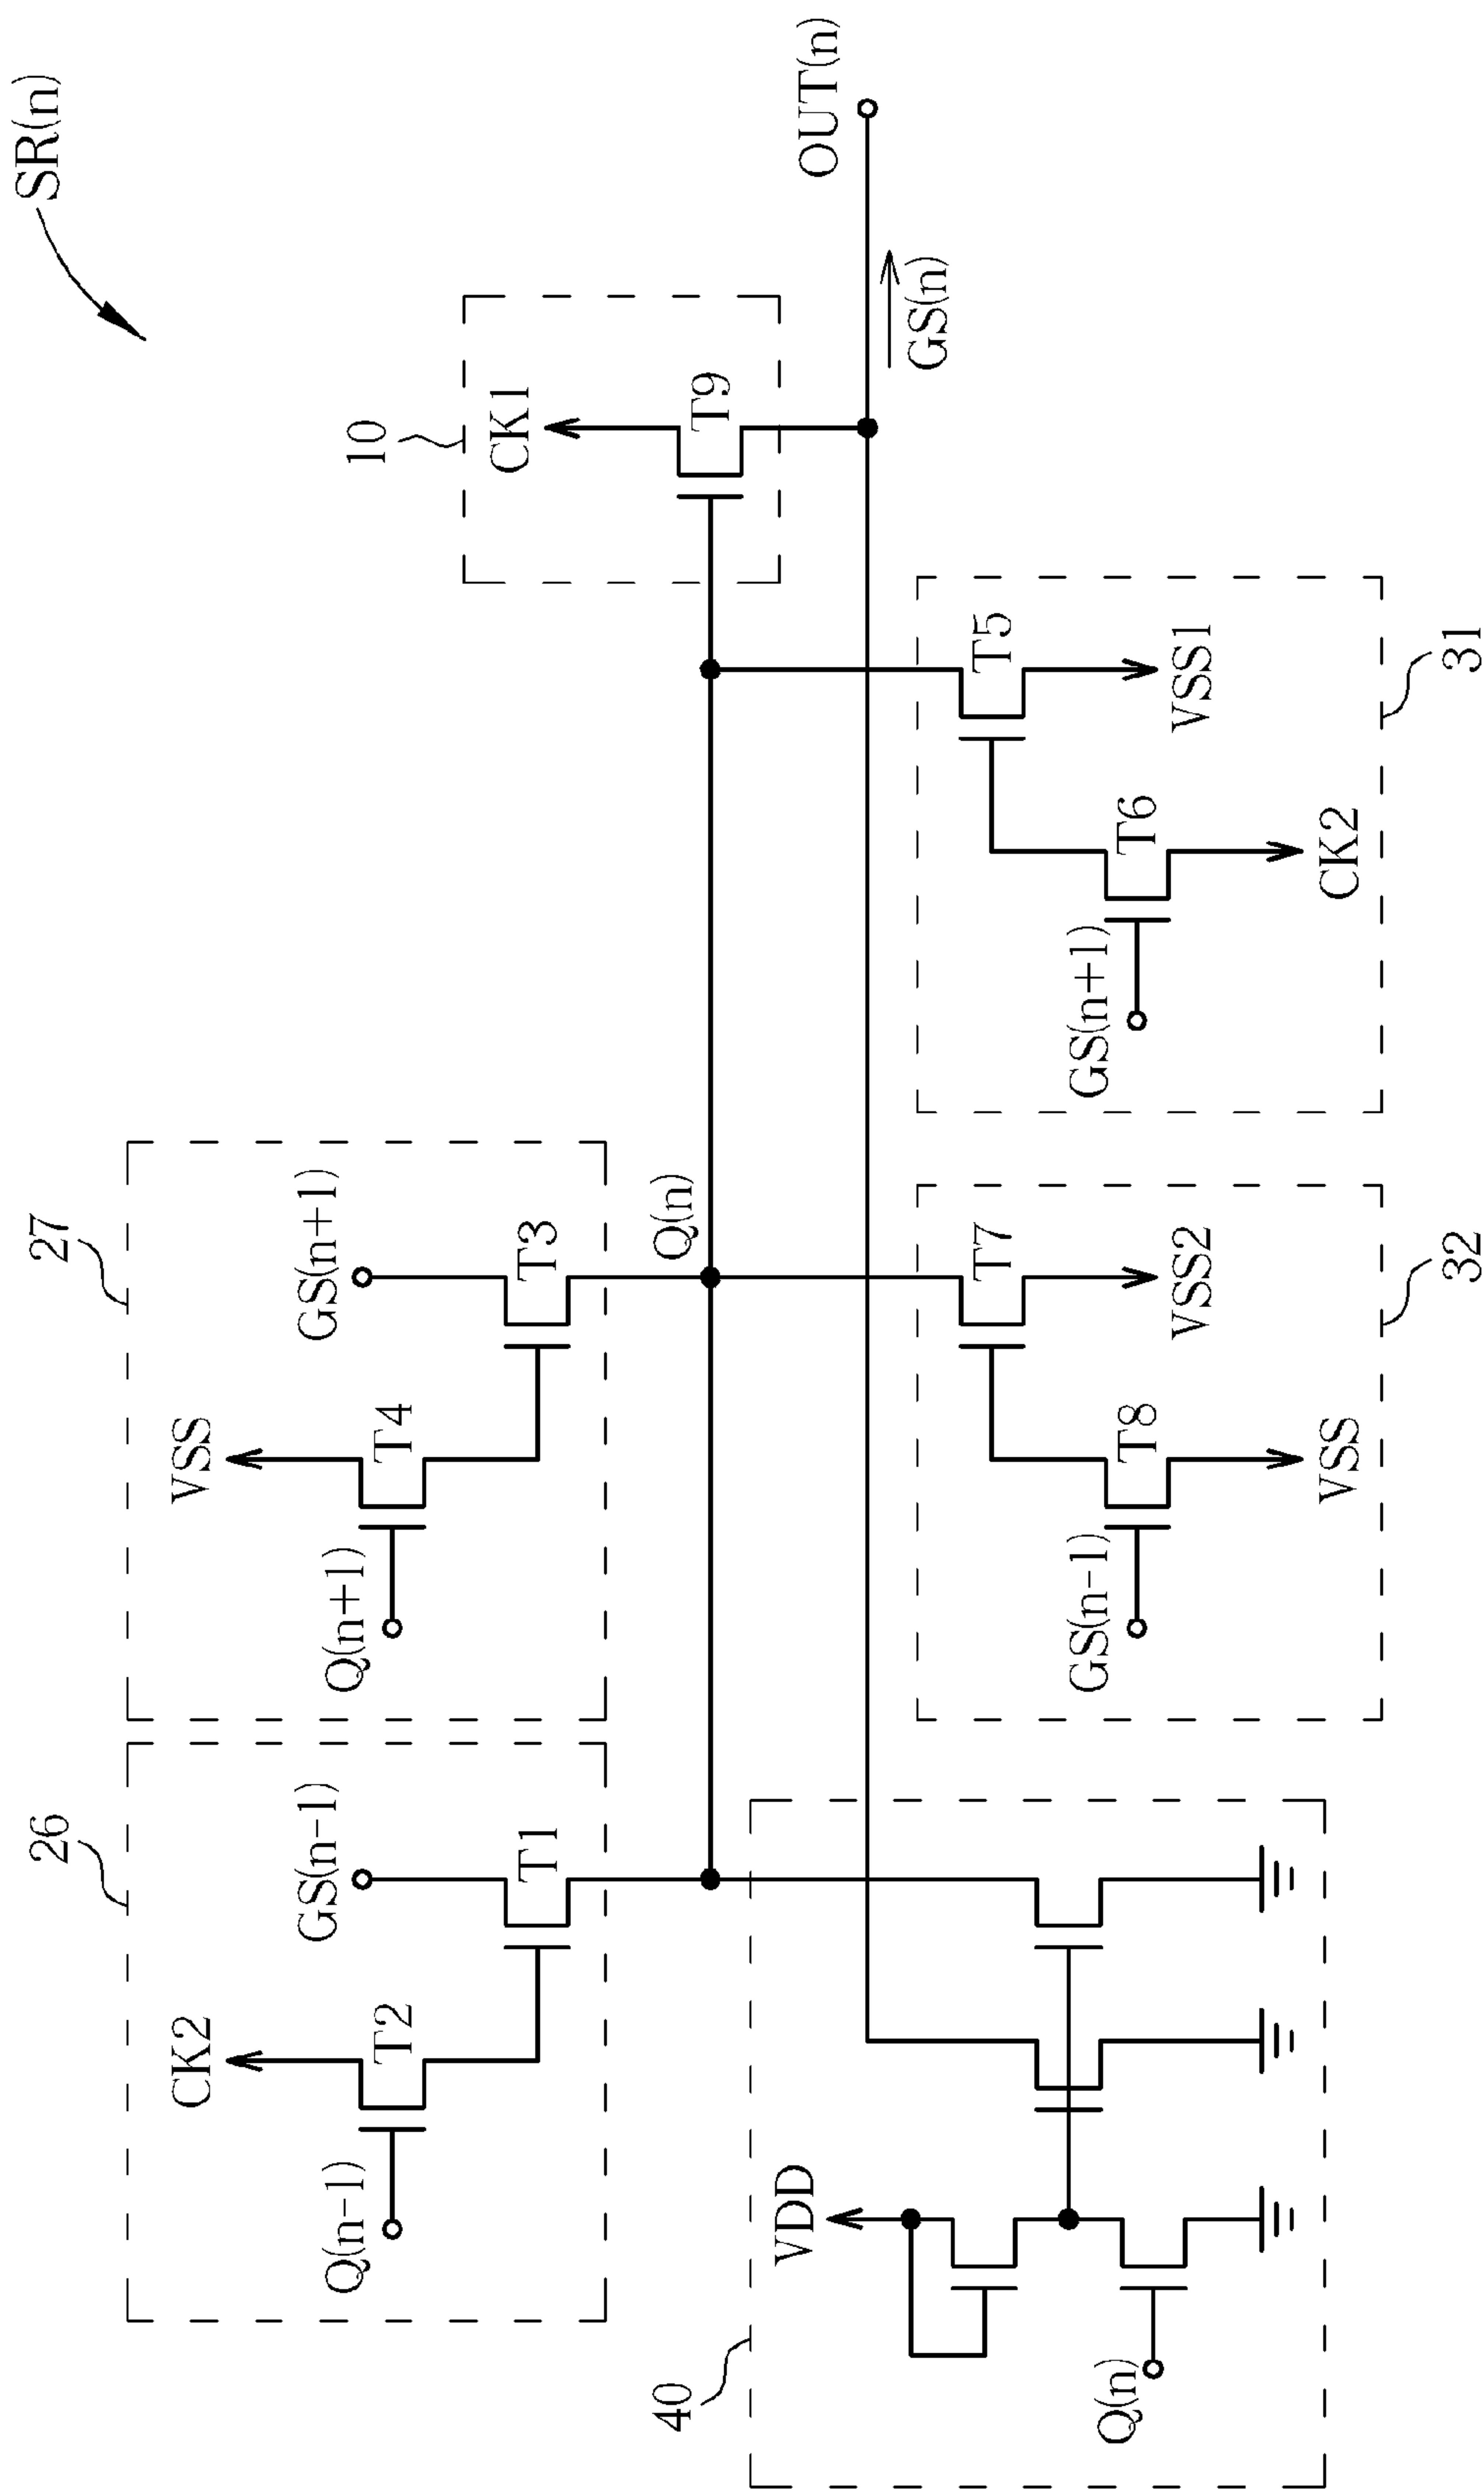 SR(n)
26
27
CK2
VSS
Q(n-1)
T2
GS(n-1)
Q(n+1)
T4
GS(n+1)
10
T1
T3
CK1
Q(n)
T9
40
VDD
OUT(n)
GS(n)
T7
T5
Q(n)
GS(n-1)
T8
VSS2
GS(n+1)
T6
VSS1
VSS
CK2
32
31